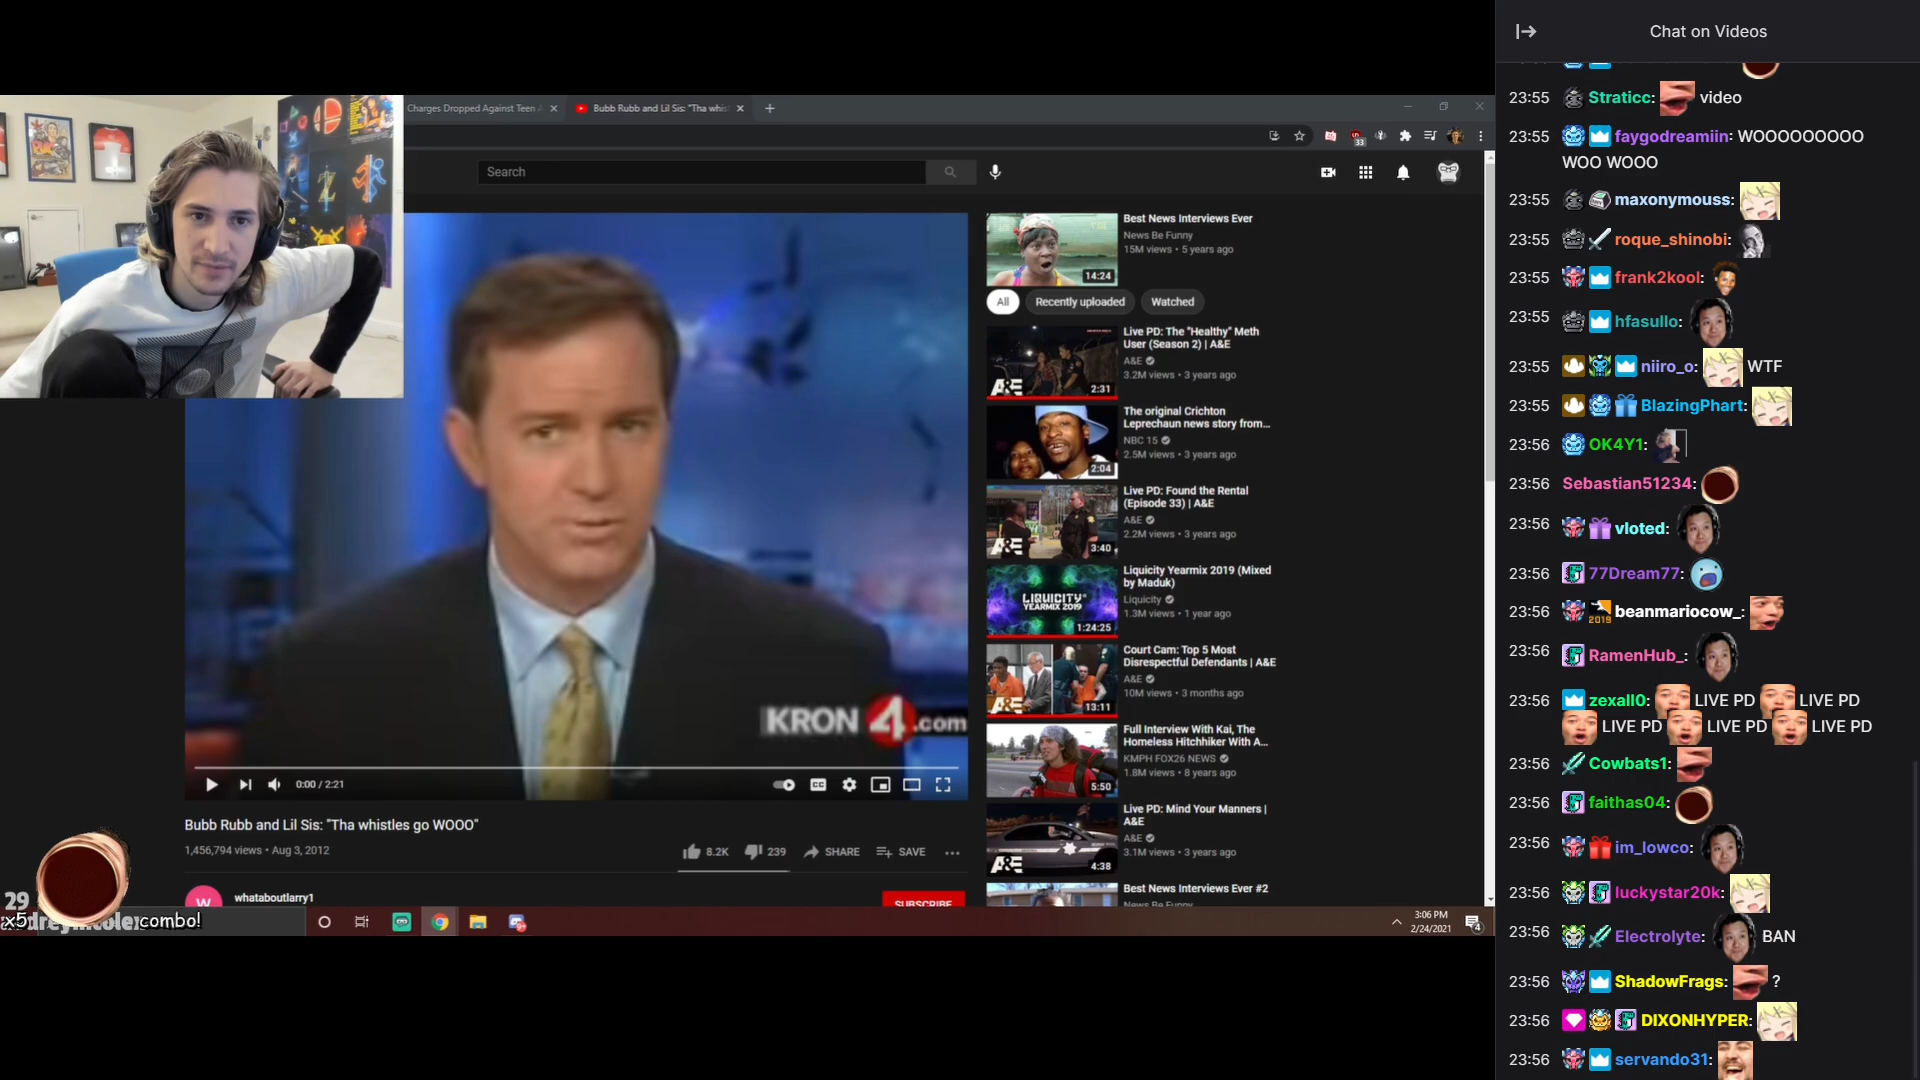 Charges Dropped Against Teen
Bubb Rubb and Lil Sis: "Tha whis
33
Search
KRON 4.com
0:00 / 2:21
Bubb Rubb and Lil Sis: "Tha whistles go WOOO"
1,456,794 views • Aug 3, 2012
8.2K
239
SHARE
SAVE
W
whataboutlarry1
SUBSCRIBE
Best News Interviews Ever
News Be Funny
15M views • 5 years ago
14:24
All
Recently uploaded
Watched
Live PD: The "Healthy" Meth
User (Season 2) | A&E
A&E
3.2M views • 3 years ago
A&E
2:31
The original Crichton
Leprechaun news story from...
NBC 15
2.5M views • 3 years ago
2:04
Live PD: Found the Rental
(Episode 33) | A&E
A&E
2.2M views • 3 years ago
A&E
3:40
Liquicity Yearmix 2019 (Mixed
by Maduk)
Liquicity
1.3M views • 1 year ago
LIQUICITY
YEARMIX 2019
1:24:25
Court Cam: Top 5 Most
Disrespectful Defendants | A&E
A&E
10M views • 3 months ago
A&E
13:11
Full Interview With Kai, The
Homeless Hitchhiker With A...
KMPH FOX26 NEWS
1.8M views • 8 years ago
5:50
Live PD: Mind Your Manners |
A&E
A&E
3.1M views • 3 years ago
A&E
4:38
Best News Interviews Ever #2
News Be Funny
29
x5
combo!
3:06 PM
2/24/2021
4
Chat on Videos
23:55 Straticc: video
23:55 faygodreamiin: WOOOOOOOOO
WOO WOOO
23:55 maxonymouss:
23:55 roque_shinobi:
23:55 frank2kool:
23:55 hfasullo:
23:55 niiro_o: WTF
23:55 BlazingPhart:
23:56 OK4Y1:
23:56 Sebastian51234:
23:56 vloted:
23:56 77Dream77:
23:56 2019 beanmariocow_:
23:56 RamenHub_:
23:56 zexall0: LIVE PD LIVE PD
LIVE PD LIVE PD LIVE PD
23:56 Cowbats1:
23:56 faithas04:
23:56 im_lowco:
23:56 luckystar20k:
23:56 Electrolyte: BAN
23:56 ShadowFrags: ?
23:56 DIXONHYPER:
23:56 servando31: